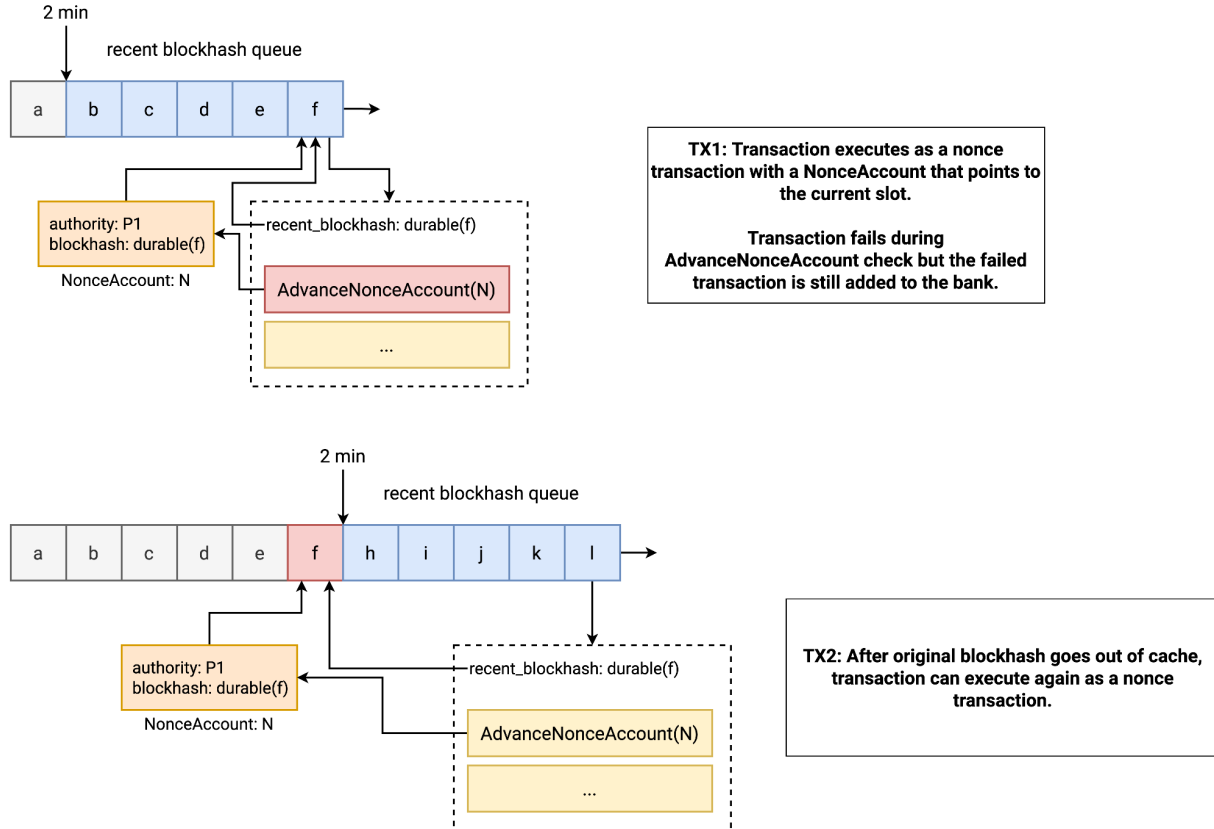 2 min
recent blockhash queue
a b c d e f
TX1: Transaction executes as a nonce
transaction with a NonceAccount that points to
the current slot.
Transaction fails during
AdvanceNonceAccount check but the failed
transaction is still added to the bank.
authority: P1
blockhash: durable(f)
NonceAccount: N
recent_blockhash: durable(f)
AdvanceNonceAccount(N)
...
2 min
recent blockhash queue
a b c d e f h i j k l
authority: P1
blockhash: durable(f)
NonceAccount: N
recent_blockhash: durable(f)
AdvanceNonceAccount(N)
...
TX2: After original blockhash goes out of cache,
transaction can execute again as a nonce
transaction.